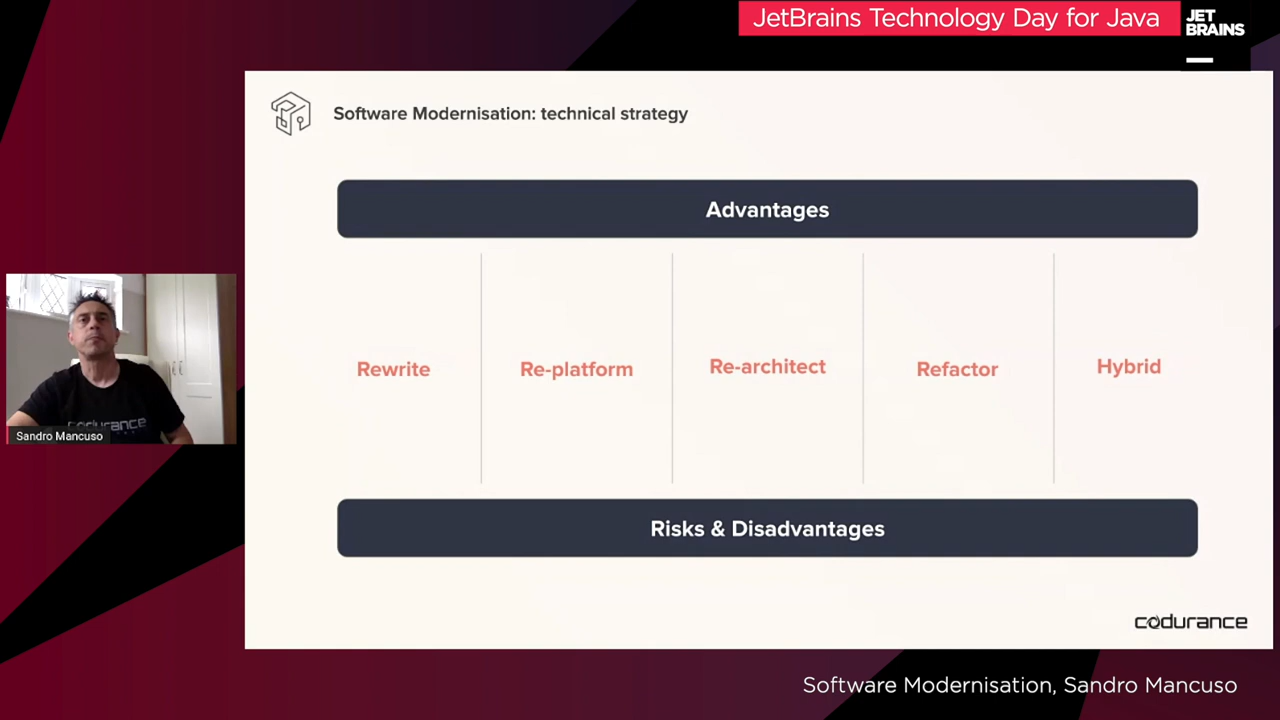 JetBrains Technology Day for Java
JET
BRAINS
Software Modernisation: technical strategy
Advantages
Rewrite
Re-platform
Re-architect
Refactor
Hybrid
codurance
Sandro Mancuso
Risks & Disadvantages
codurance
Software Modernisation, Sandro Mancuso